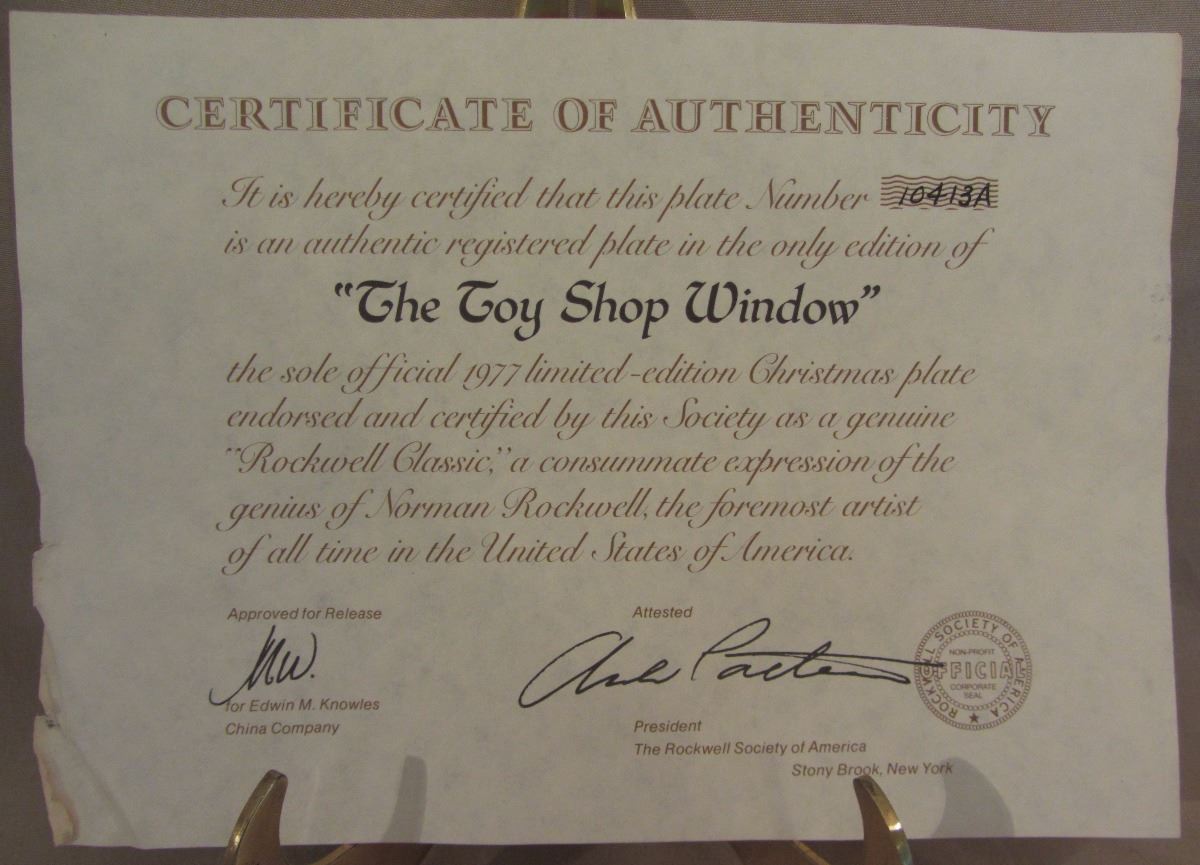 CERTIFICATE OF AUTHENTICITY
It is hereby certified that this plate Number 10413A
is an authentic registered plate in the only edition of
"The Toy Shop Window"
the sole official 1977 limited-edition Christmas plate
endorsed and certified by this Society as a genuine
"Rockwell Classic," a consummate expression of the
genius of Norman Rockwell, the foremost artist
of all time in the United States of America.
Approved for Release
for Edwin M. Knowles
China Company
Attested
President
The Rockwell Society of America
Stony Brook, New York
ROCKWELL SOCIETY OF AMERICA
NON-PROFIT
OFFICIAL
CORPORATE
SEAL